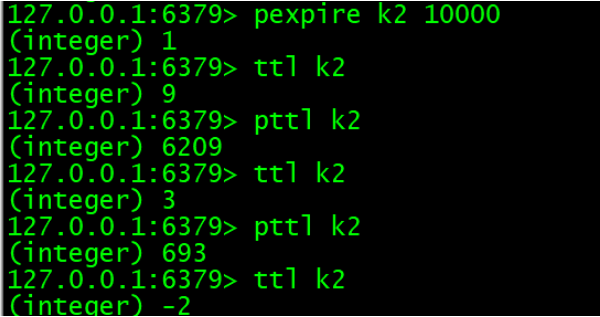 127.0.0.1:6379> pexpire k2 10000
(integer) 1
127.0.0.1:6379> ttl k2
(integer) 9
127.0.0.1:6379> pttl k2
(integer) 6209
127.0.0.1:6379> ttl k2
(integer) 3
127.0.0.1:6379> pttl k2
(integer) 693
127.0.0.1:6379> ttl k2
(integer) -2